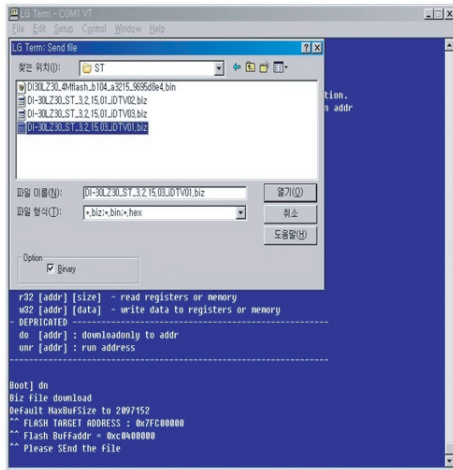 LG Term - COM1 VT
File Edit Setup Control Window Help
LG Term: Send file
찾는 위치(I):
ST
DI30LZ30_4Mflash_b104_a3215_9695d8e4,bin
DI-30LZ30_ST_3,2,15,01_iDTV02,biz
DI-30LZ30_ST_3,2,15,01_iDTV03,biz
DI-30LZ30_ST_3,2,15,03_iDTV01,biz
tion.
n addr
파일 이름(N):
DI-30LZ30_ST_3,2,15,03_iDTV01,biz
열기(O)
파일 형식(T):
*,biz;*,bin;*,hex
취소
도움말(H)
Option
Binary
r32 [addr] [size] - read registers or memory
w32 [addr] [data] - write data to registers or memory
- DEPRICATED -
do [addr] : downloadonly to addr
unr [addr] : run address
Boot] dn
Biz file download
Default MaxBufSize to 2097152
^^ FLASH TARGET ADDRESS : 0x7FC00000
^^ Flash Buffaddr = 0xc0400000
^^ Please SEnd the file